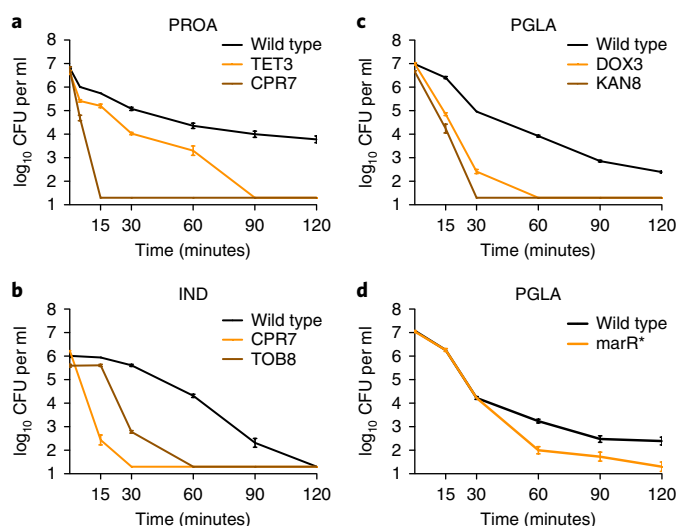 a
PROA
8
7
6
5
4
3
2
1
log10 CFU per ml
Wild type
TET3
CPR7
15 30 60 90 120
Time (minutes)
c
PGLA
8
7
6
5
4
3
2
1
log10 CFU per ml
Wild type
DOX3
KAN8
15 30 60 90 120
Time (minutes)
b
IND
8
7
6
5
4
3
2
1
log10 CFU per ml
Wild type
CPR7
TOB8
15 30 60 90 120
Time (minutes)
d
PGLA
8
7
6
5
4
3
2
1
log10 CFU per ml
Wild type
marR*
15 30 60 90 120
Time (minutes)